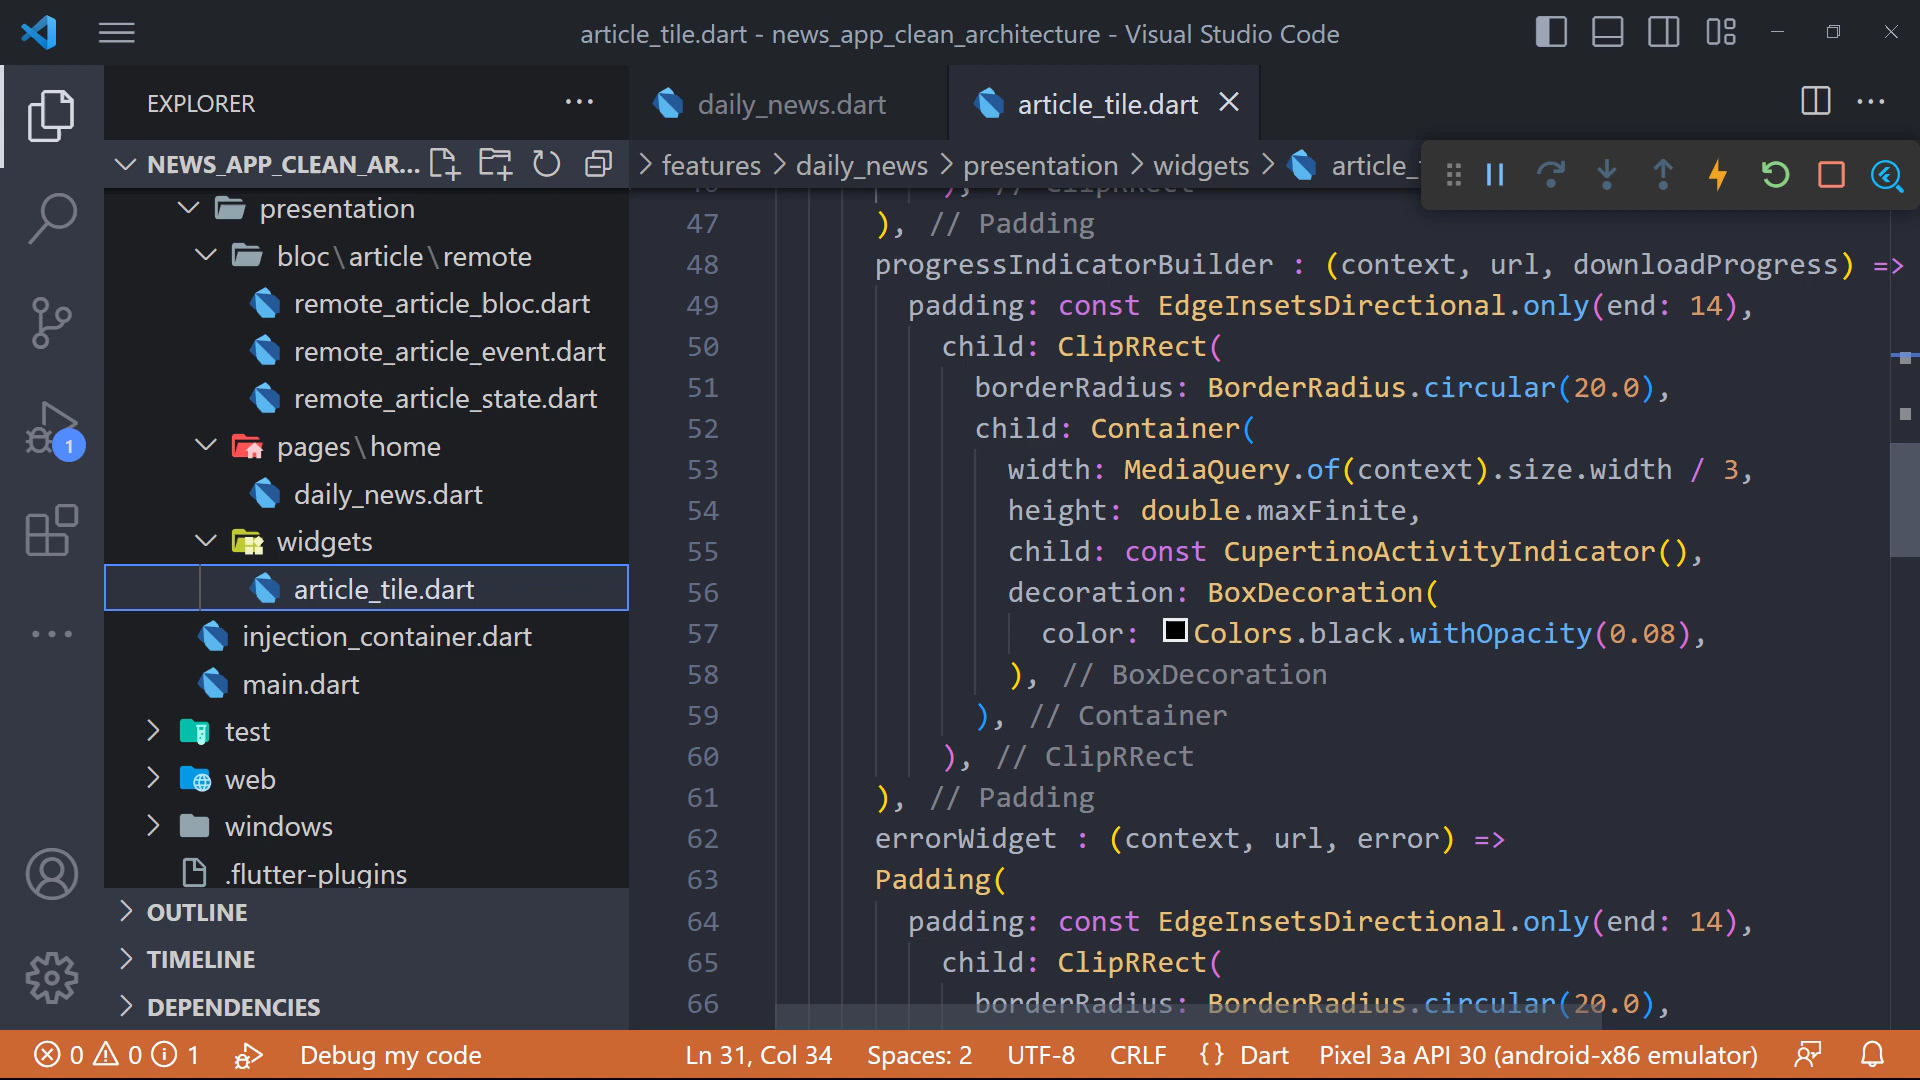 article_tile.dart - news_app_clean_architecture - Visual Studio Code
EXPLORER
NEWS_APP_CLEAN_AR...
presentation
bloc\article\remote
remote_article_bloc.dart
remote_article_event.dart
remote_article_state.dart
pages\home
daily_news.dart
widgets
article_tile.dart
injection_container.dart
main.dart
test
web
windows
.flutter-plugins
OUTLINE
TIMELINE
DEPENDENCIES
1
daily_news.dart
article_tile.dart
features > daily_news > presentation > widgets > article_
46 ), // ClipRRect
47 ), // Padding
48 progressIndicatorBuilder : (context, url, downloadProgress) =>
49 padding: const EdgeInsetsDirectional.only(end: 14),
50 child: ClipRRect(
51 borderRadius: BorderRadius.circular(20.0),
52 child: Container(
53 width: MediaQuery.of(context).size.width / 3,
54 height: double.maxFinite,
55 child: const CupertinoActivityIndicator(),
56 decoration: BoxDecoration(
57 color: Colors.black.withOpacity(0.08),
58 ), // BoxDecoration
59 ), // Container
60 ), // ClipRRect
61 ), // Padding
62 errorWidget : (context, url, error) =>
63 Padding(
64 padding: const EdgeInsetsDirectional.only(end: 14),
65 child: ClipRRect(
66 borderRadius: BorderRadius.circular(20.0),
0 0 1 Debug my code Ln 31, Col 34 Spaces: 2 UTF-8 CRLF {} Dart Pixel 3a API 30 (android-x86 emulator)